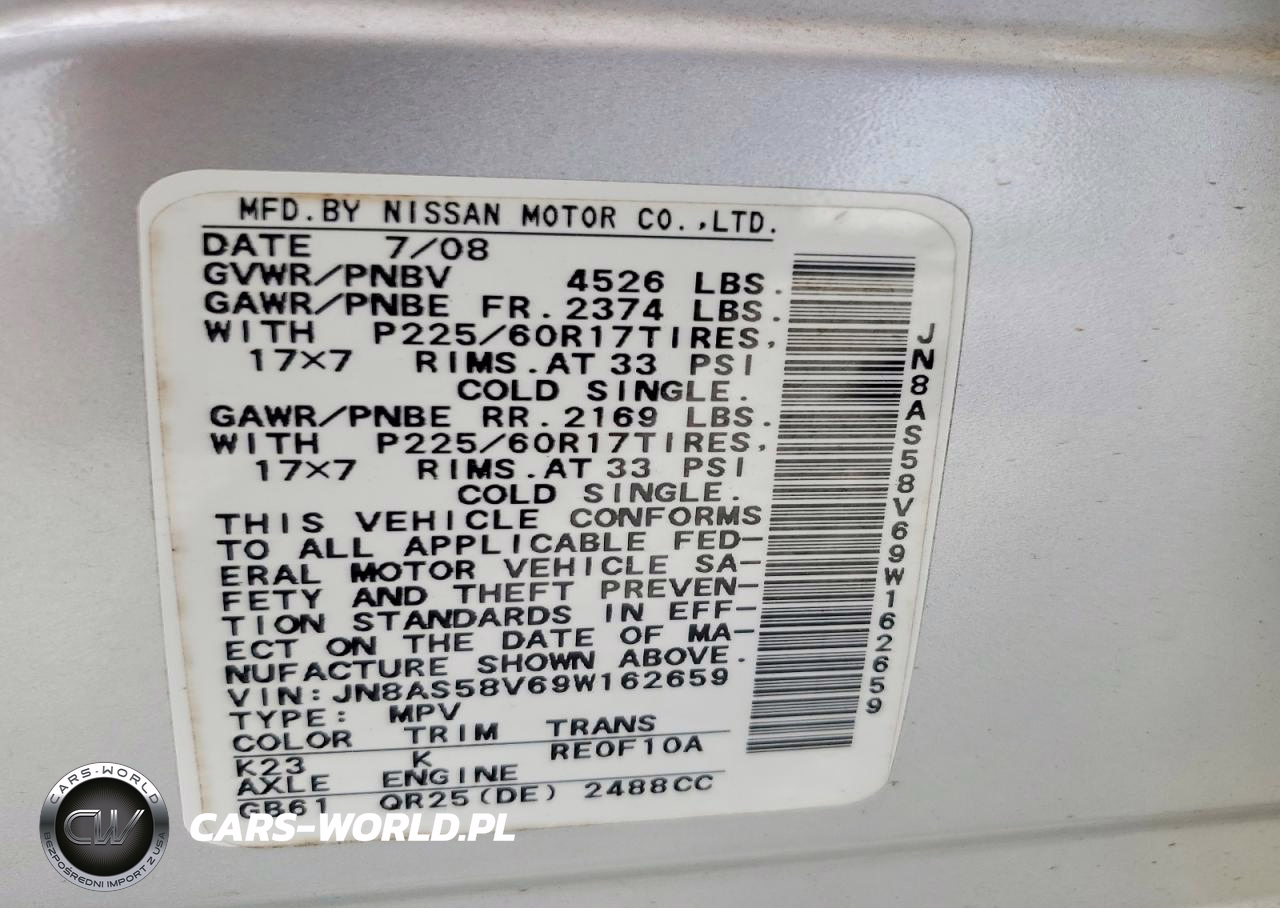 MFD.BY NISSAN MOTOR CO.,LTD.
DATE 7/08
GVWR/PNBV 4526 LBS.
GAWR/PNBE FR. 2374 LBS.
WITH P225/60R17TIRES,
17×7 RIMS.AT 33 PSI
COLD SINGLE.
GAWR/PNBE RR. 2169 LBS.
WITH P225/60R17TIRES,
17×7 RIMS.AT 33 PSI
COLD SINGLE.
THIS VEHICLE CONFORMS
TO ALL APPLICABLE FED–
ERAL MOTOR VEHICLE SA–
FETY AND THEFT PREVEN–
TION STANDARDS IN EFF–
ECT ON THE DATE OF MA–
NUFACTURE SHOWN ABOVE.
VIN:JN8AS58V69W162659
TYPE: MPV
COLOR TRIM TRANS
K23 K RE0F10A
AXLE ENGINE
GB61 QR25(DE) 2488CC
JN8AS58V69W162659
CARS-WORLD
CW
BEZPOŚREDNI IMPORT Z USA
CARS-WORLD.PL